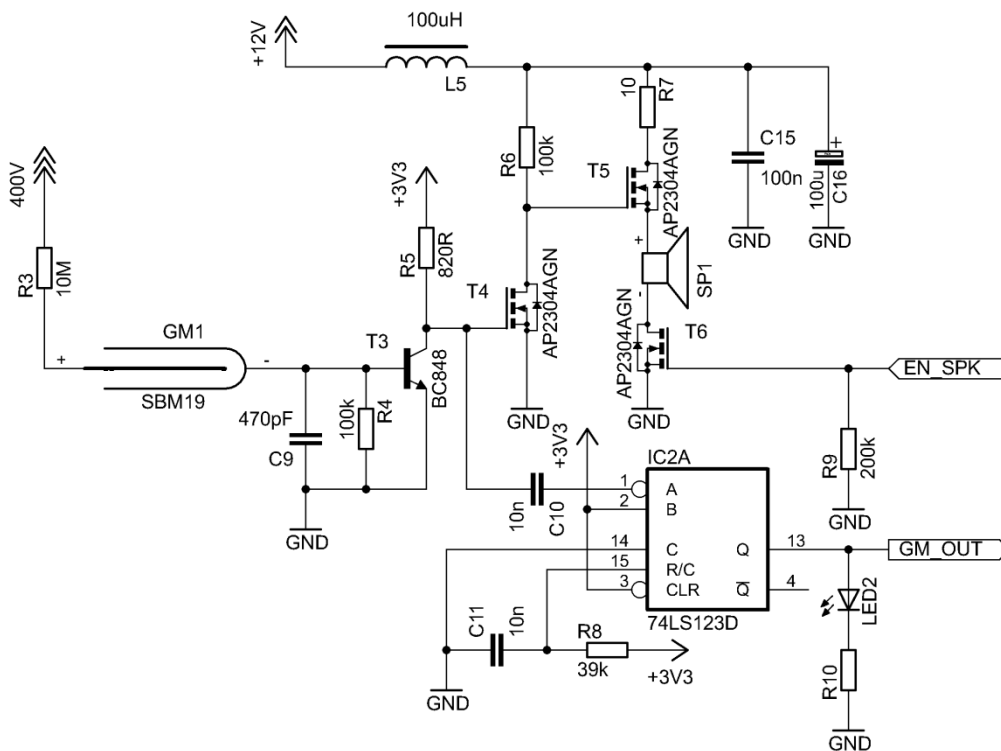 100uH
+12V
L5
10
R7
R6
100k
T5
AP2304AGN
C15
100n
100u
C16
+
GND
GND
400V
+3V3
R3
10M
R5
820R
T4
AP2304AGN
+
SP1
-
GM1
T3
+
-
SBM19
BC848
AP2304AGN
T6
EN_SPK
470pF
C9
100k
R4
GND
GND
+3V3
R9
200k
IC2A
1
A
2
B
10n
C10
GND
GND
14
C
Q
13
GM_OUT
15
R/C
3
CLR
Q
4
LED2
C11
10n
74LS123D
R8
39k
+3V3
R10
GND
GND